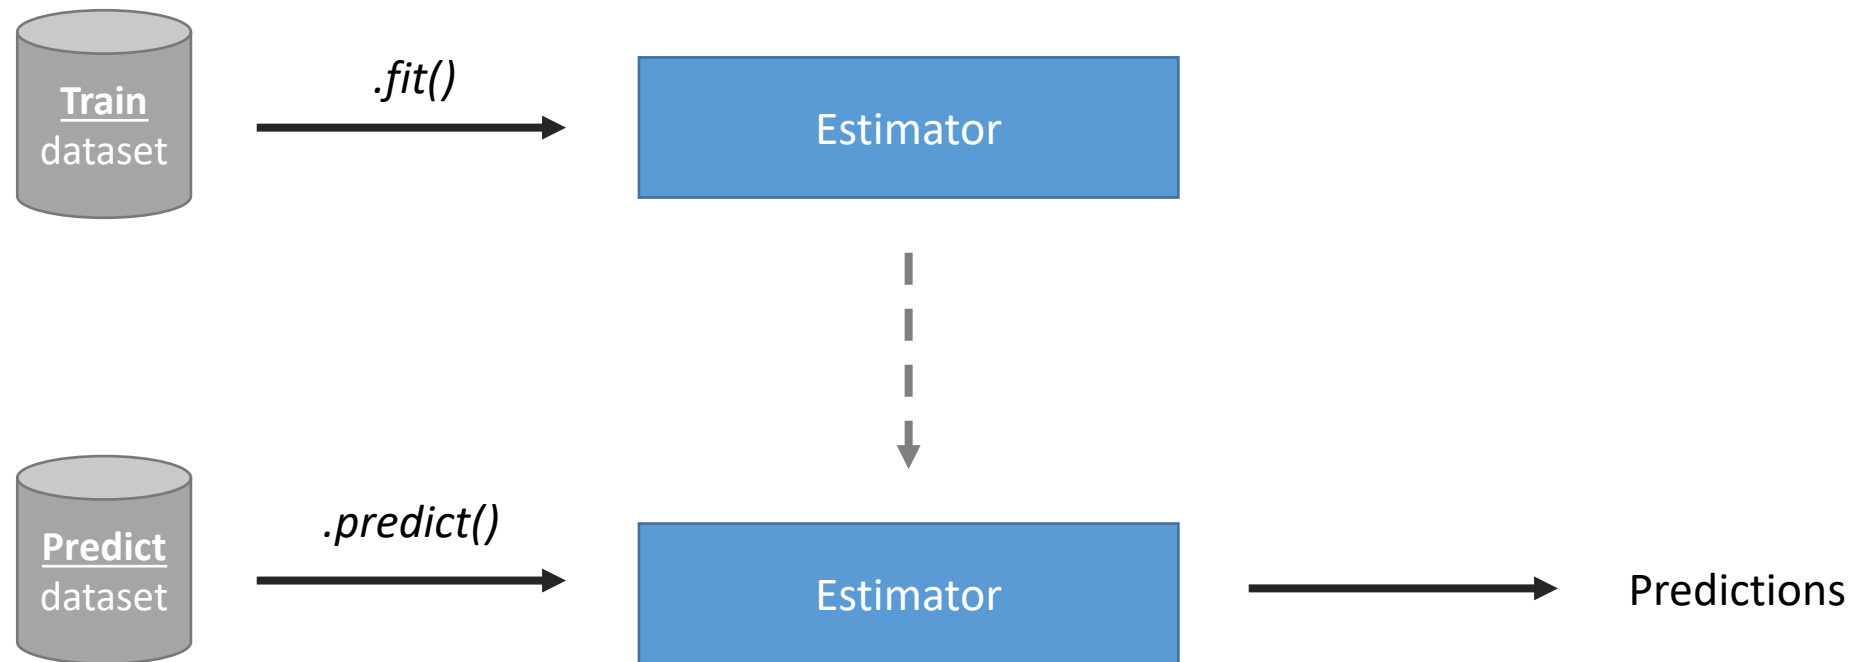 Train
dataset
.fit()
Estimator
Predict
dataset
.predict()
Estimator
Predictions